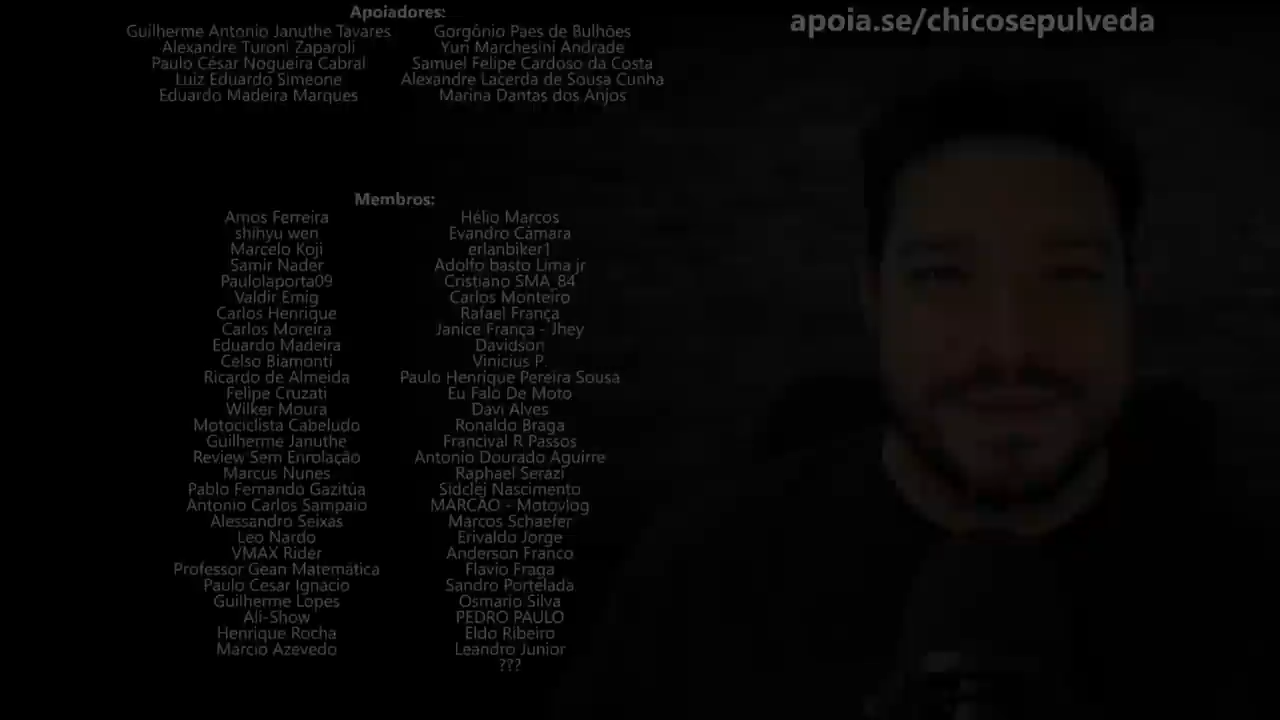 apoia.se/chicosepulveda
Apoiadores:
Guilherme Antonio Januthe Tavares Gorgônio Paes de Bulhões
Alexandre Turoni Zaparoli Yuri Marchesini Andrade
Paulo César Nogueira Cabral Samuel Felipe Cardoso da Costa
Luiz Eduardo Simeone Alexandre Lacerda de Sousa Cunha
Eduardo Madeira Marques Marina Dantas dos Anjos
Membros:
Amos Ferreira Hélio Marcos
shihyu wen Evandro Câmara
Marcelo Koji erlanbiker1
Samir Nader Adolfo basto Lima jr
Paulolaporta09 Cristiano SMA_84
Valdir Emig Carlos Monteiro
Carlos Henrique Rafael França
Carlos Moreira Janice França - Jhey
Eduardo Madeira Davidson
Celso Biamonti Vinicius P.
Ricardo de Almeida Paulo Henrique Pereira Sousa
Felipe Cruzati Eu Falo De Moto
Wilker Moura Davi Alves
Motociclista Cabeludo Ronaldo Braga
Guilherme Januthe Francival R Passos
Review Sem Enrolação Antonio Dourado Aguirre
Marcus Nunes Raphael Serazi
Pablo Fernando Gazitúa Sidclej Nascimento
Antonio Carlos Sampaio MARCÃO - Motovlog
Alessandro Seixas Marcos Schaefer
Leo Nardo Erivaldo Jorge
VMAX Rider Anderson Franco
Professor Gean Matemática Flavio Fraga
Paulo Cesar Ignacio Sandro Portelada
Guilherme Lopes Osmario Silva
Ali-Show PEDRO PAULO
Henrique Rocha Eldo Ribeiro
Marcio Azevedo Leandro Junior
???